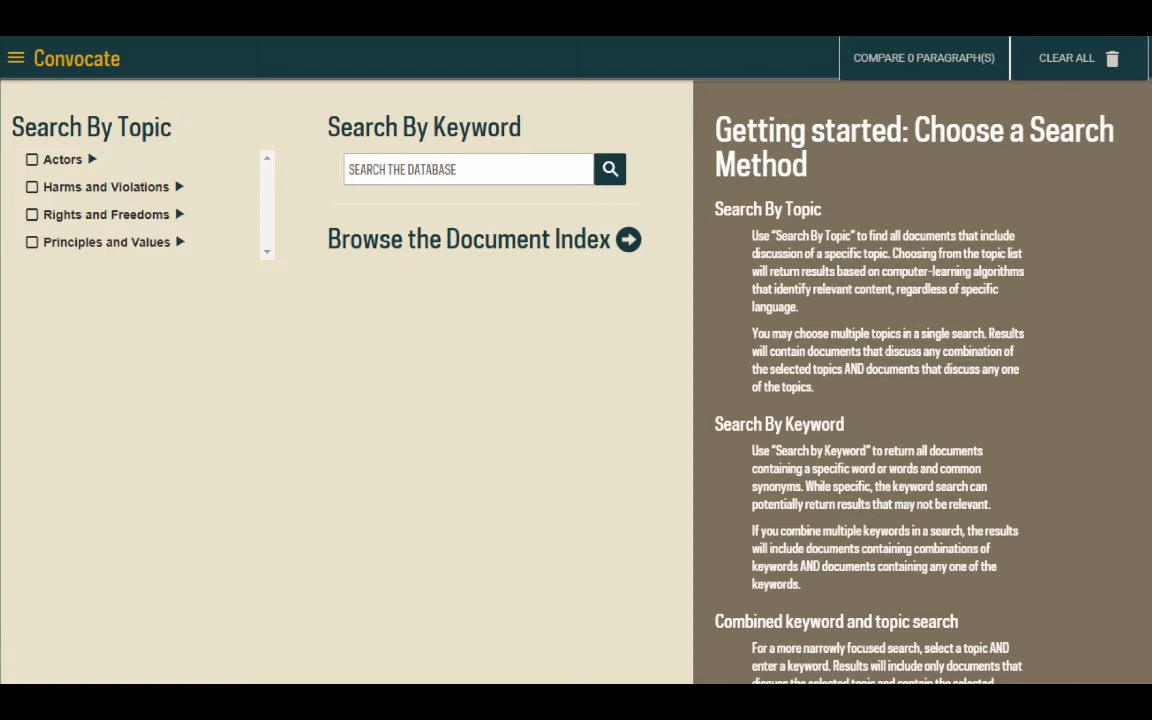 Convocate
COMPARE 0 PARAGRAPH(S)
CLEAR ALL
Search By Topic
Actors
Harms and Violations
Rights and Freedoms
Principles and Values
Search By Keyword
SEARCH THE DATABASE
Browse the Document Index
Getting started: Choose a Search
Method
Search By Topic
Use "Search By Topic" to find all documents that include
discussion of a specific topic. Choosing from the topic list
will return results based on computer-learning algorithms
that identify relevant content, regardless of specific
language.
You may choose multiple topics in a single search. Results
will contain documents that discuss any combination of
the selected topics AND documents that discuss any one
of the topics.
Search By Keyword
Use "Search by Keyword" to return all documents
containing a specific word or words and common
synonyms. While specific, the keyword search can
potentially return results that may not be relevant.
If you combine multiple keywords in a search, the results
will include documents containing combinations of
keywords AND documents containing any one of the
keywords.
Combined keyword and topic search
For a more narrowly focused search, select a topic AND
enter a keyword. Results will include only documents that
discuss the selected topic and contain the selected